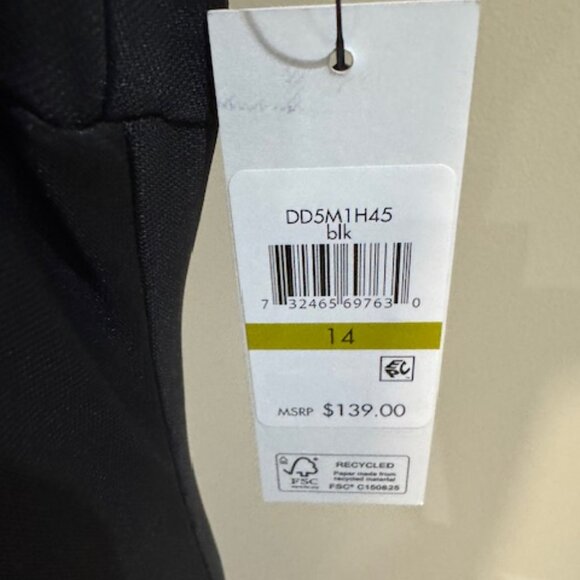 DD5M1H45
blk
7 32465 69763 0
14
MSRP $139.00
FSC
RECYCLED
Paper made from
recycled material
FSC® C150825